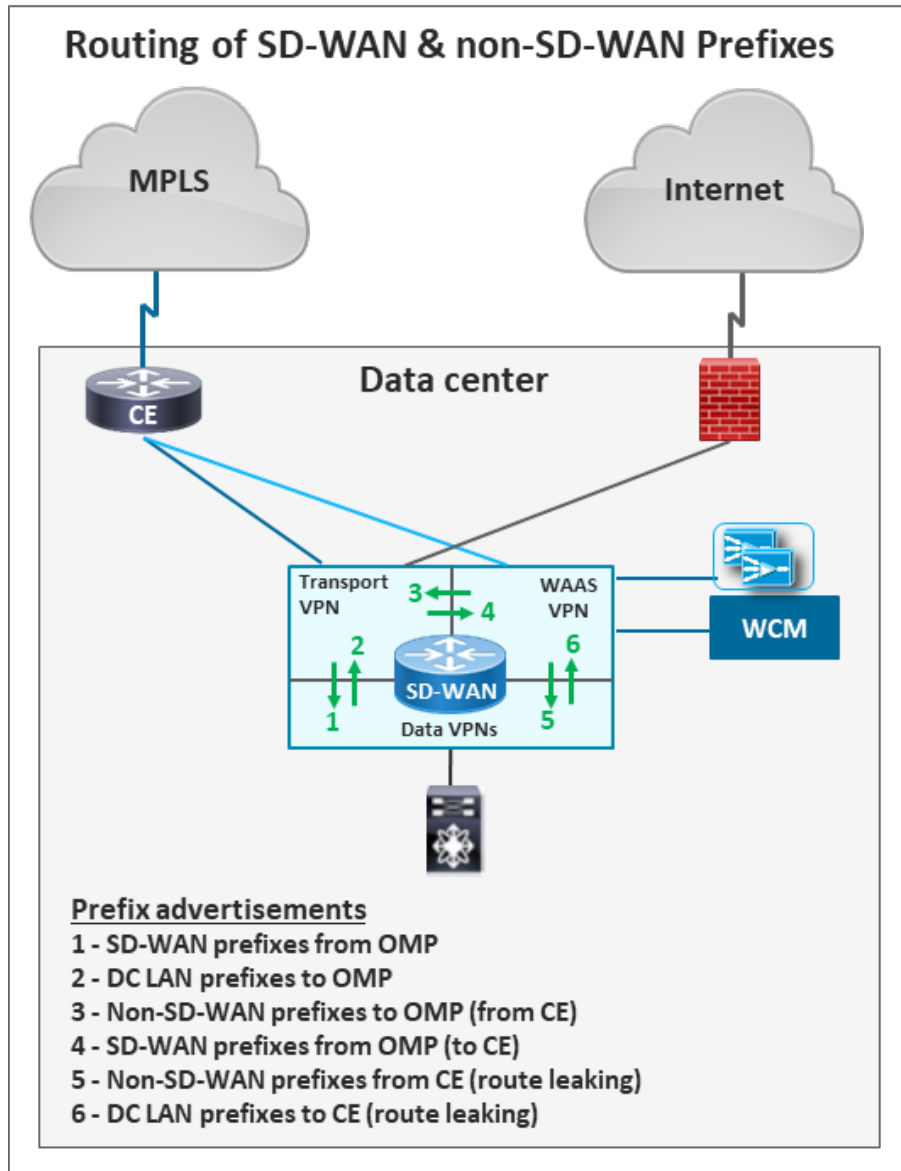 Routing of SD-WAN & non-SD-WAN Prefixes
MPLS
Internet
Data center
CE
Transport
VPN
3
4
WAAS
VPN
WCM
2
1
SD-WAN
6
5
Data VPNs
Prefix advertisements
1 - SD-WAN prefixes from OMP
2 - DC LAN prefixes to OMP
3 - Non-SD-WAN prefixes to OMP (from CE)
4 - SD-WAN prefixes from OMP (to CE)
5 - Non-SD-WAN prefixes from CE (route leaking)
6 - DC LAN prefixes to CE (route leaking)